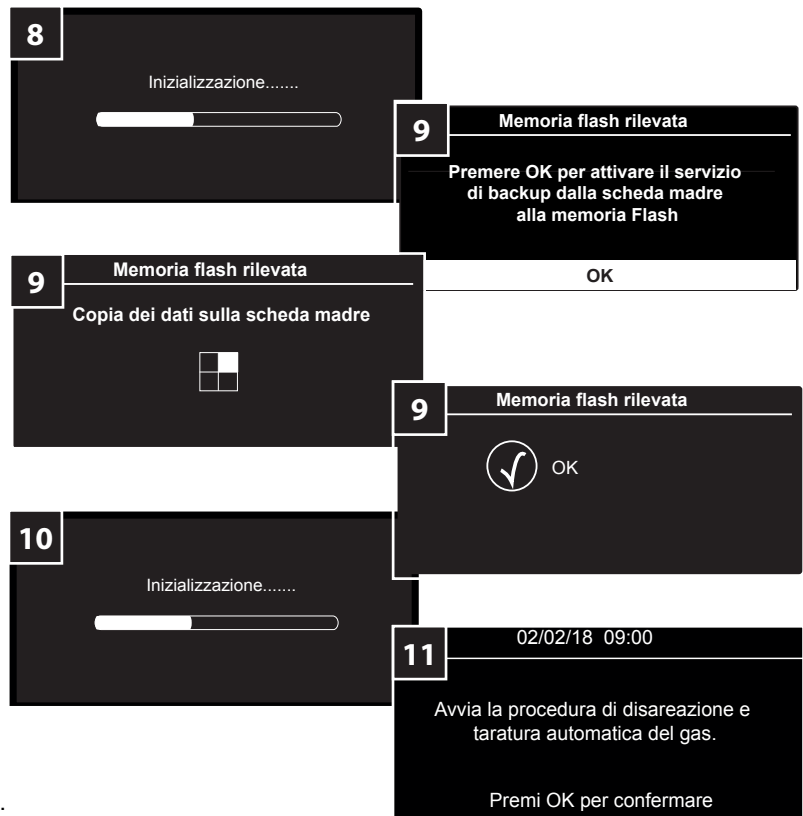 8
Inizializzazione.......
9
Memoria flash rilevata
Premere OK per attivare il servizio
di backup dalla scheda madre
alla memoria Flash
OK
9
Memoria flash rilevata
Copia dei dati sulla scheda madre
9
Memoria flash rilevata
√ OK
10
Inizializzazione.......
11
02/02/18 09:00
Avvia la procedura di disareazione e
taratura automatica del gas.
Premi OK per confermare
.